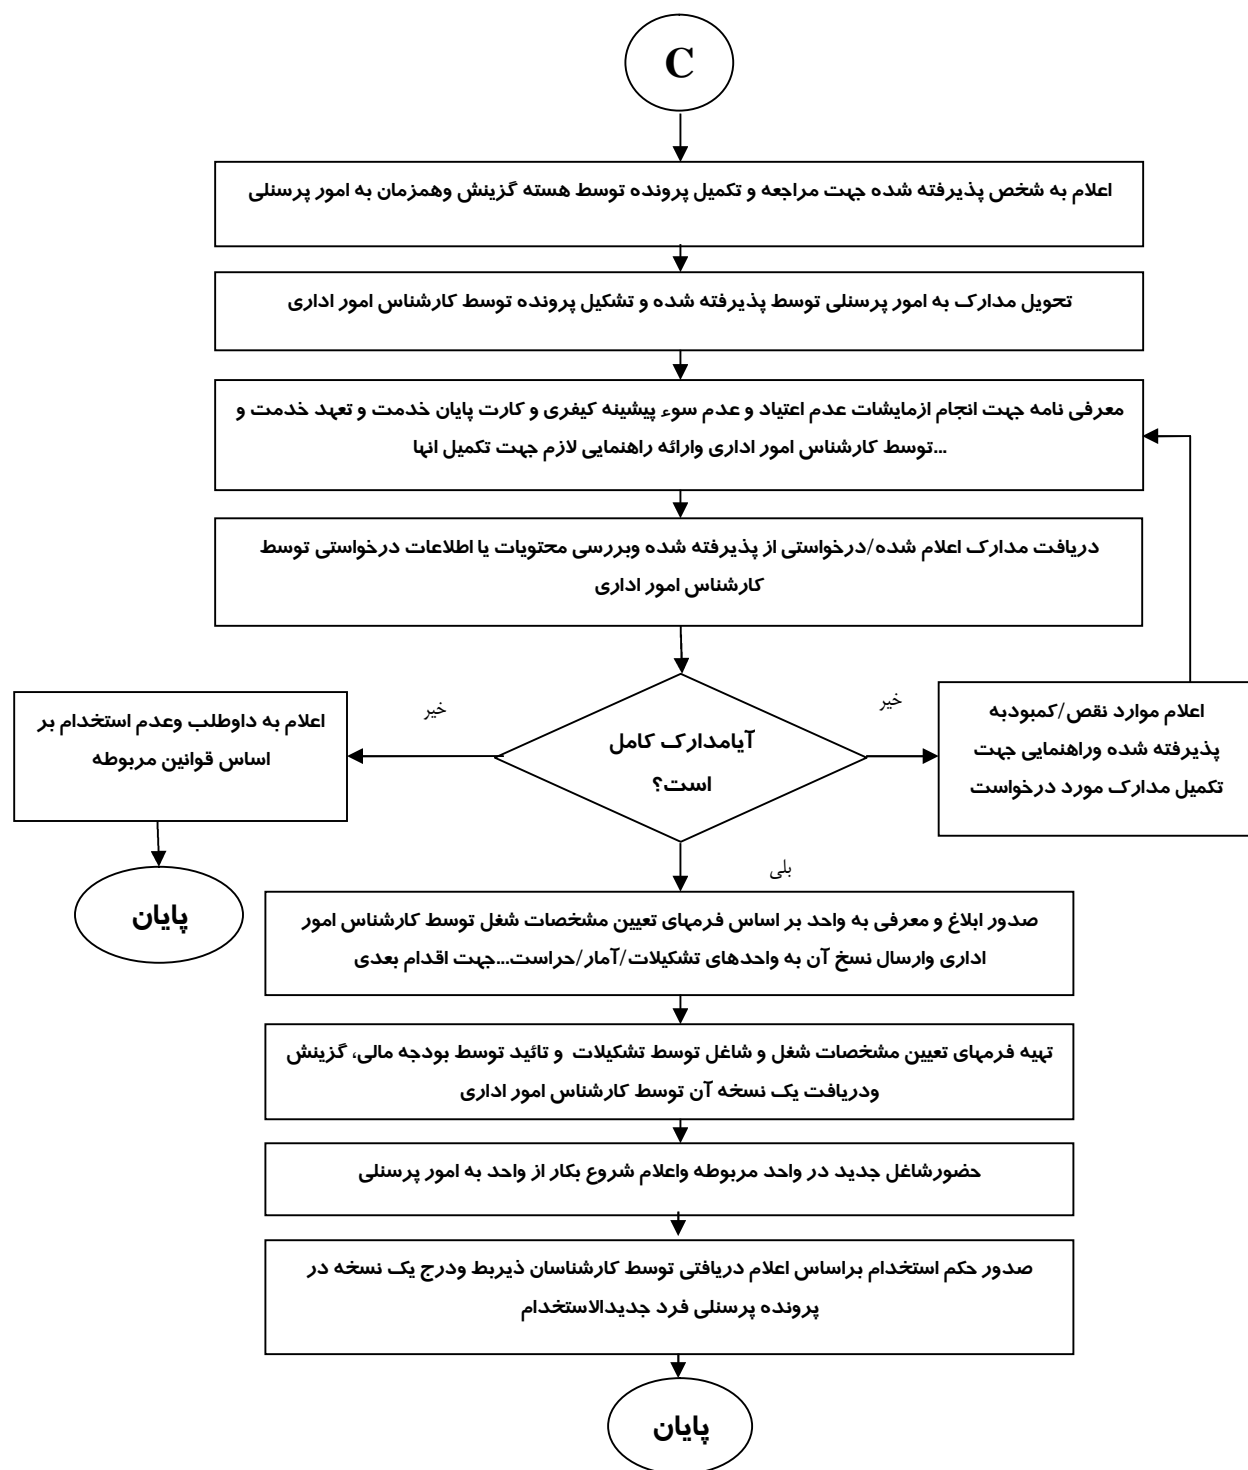 C
اعلام به شخص پذیرفته شده جهت مراجعه و تکمیل پرونده توسط هسته گزینش وهمزمان به امور پرسنلی
تحویل مدارک به امور پرسنلی توسط پذیرفته شده و تشکیل پرونده توسط کارشناس امور اداری
معرفی نامه جهت انجام ازمایشات عدم اعتیاد و عدم سوء پیشینه کیفری و کارت پایان خدمت و تعهد خدمت و
...توسط کارشناس امور اداری وارائه راهنمایی لازم جهت تکمیل انها
دریافت مدارک اعلام شده/درخواستی از پذیرفته شده وبررسی محتویات یا اطلاعات درخواستی توسط
کارشناس امور اداری
خیر
اعلام موارد نقص/کمبودبه
پذیرفته شده وراهنمایی جهت
تکمیل مدارک مورد درخواست
آیامدارک کامل
است؟
خیر
اعلام به داوطلب وعدم استخدام بر
اساس قوانین مربوطه
پایان
بلی
صدور ابلاغ و معرفی به واحد بر اساس فرمهای تعیین مشخصات شغل توسط کارشناس امور
اداری وارسال نسخ آن به واحدهای تشکیلات/آمار/حراست...جهت اقدام بعدی
تهیه فرمهای تعیین مشخصات شغل و شاغل توسط تشکیلات و تائید توسط بودجه مالی، گزینش
ودریافت یک نسخه آن توسط کارشناس امور اداری
حضورشاغل جدید در واحد مربوطه واعلام شروع بکار از واحد به امور پرسنلی
صدور حکم استخدام براساس اعلام دریافتی توسط کارشناسان ذیربط ودرج یک نسخه در
پرونده پرسنلی فرد جدیدالاستخدام
پایان